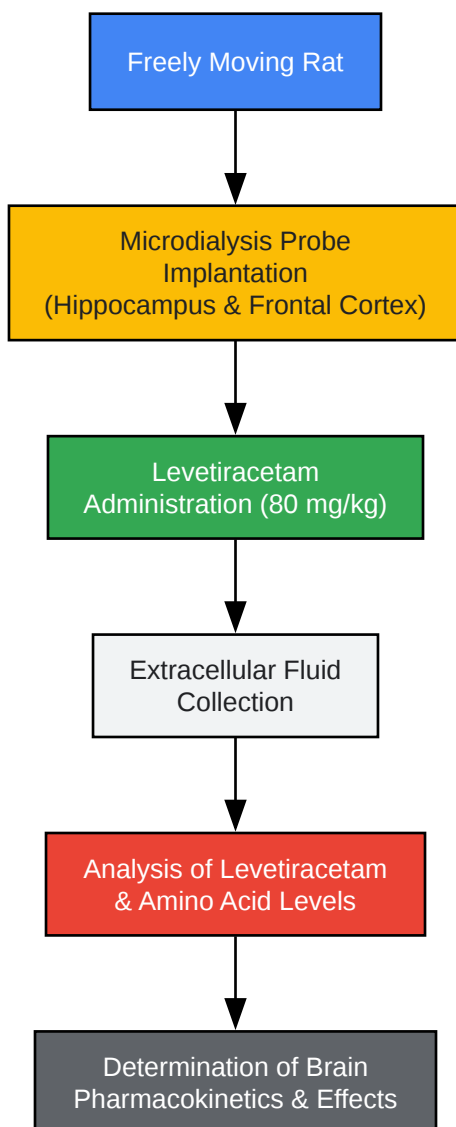 Freely Moving Rat
Microdialysis Probe
Implantation
(Hippocampus & Frontal Cortex)
Levetiracetam
Administration (80 mg/kg)
Extracellular Fluid
Collection
Analysis of Levetiracetam
& Amino Acid Levels
Determination of Brain
Pharmacokinetics & Effects